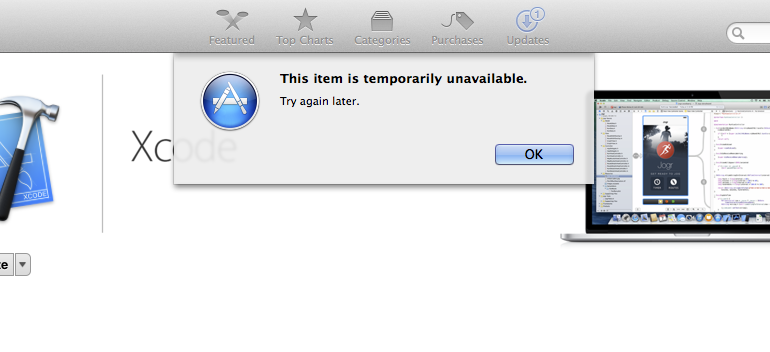 1
Featured
Top Charts
Categories
Purchases
Updates
This item is temporarily unavailable.
Try again later.
OK
Xcode
XCODE
Jogr
te